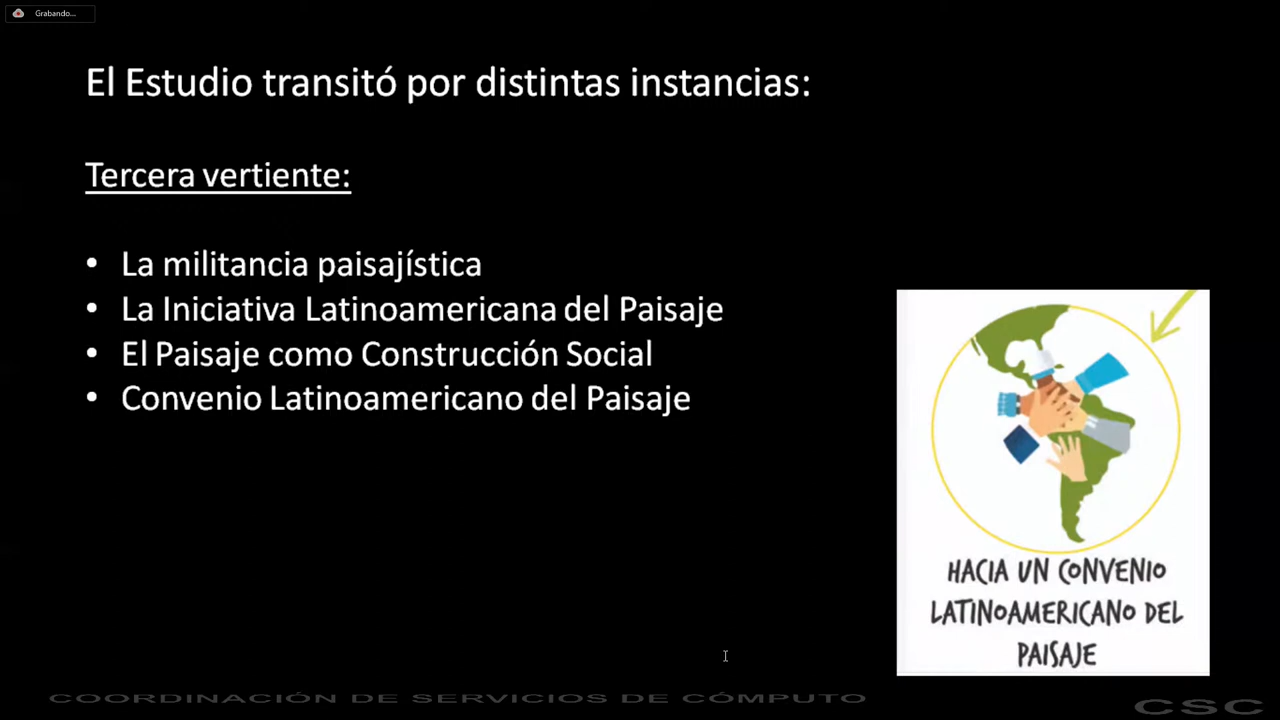 Grabando...
El Estudio transitó por distintas instancias:
Tercera vertiente:
• La militancia paisajística
• La Iniciativa Latinoamericana del Paisaje
• El Paisaje como Construcción Social
• Convenio Latinoamericano del Paisaje
HACIA UN CONVENIO
LATINOAMERICANO DEL
PAISAJE
COORDINACIÓN DE SERVICIOS DE CÓMPUTO
CSC